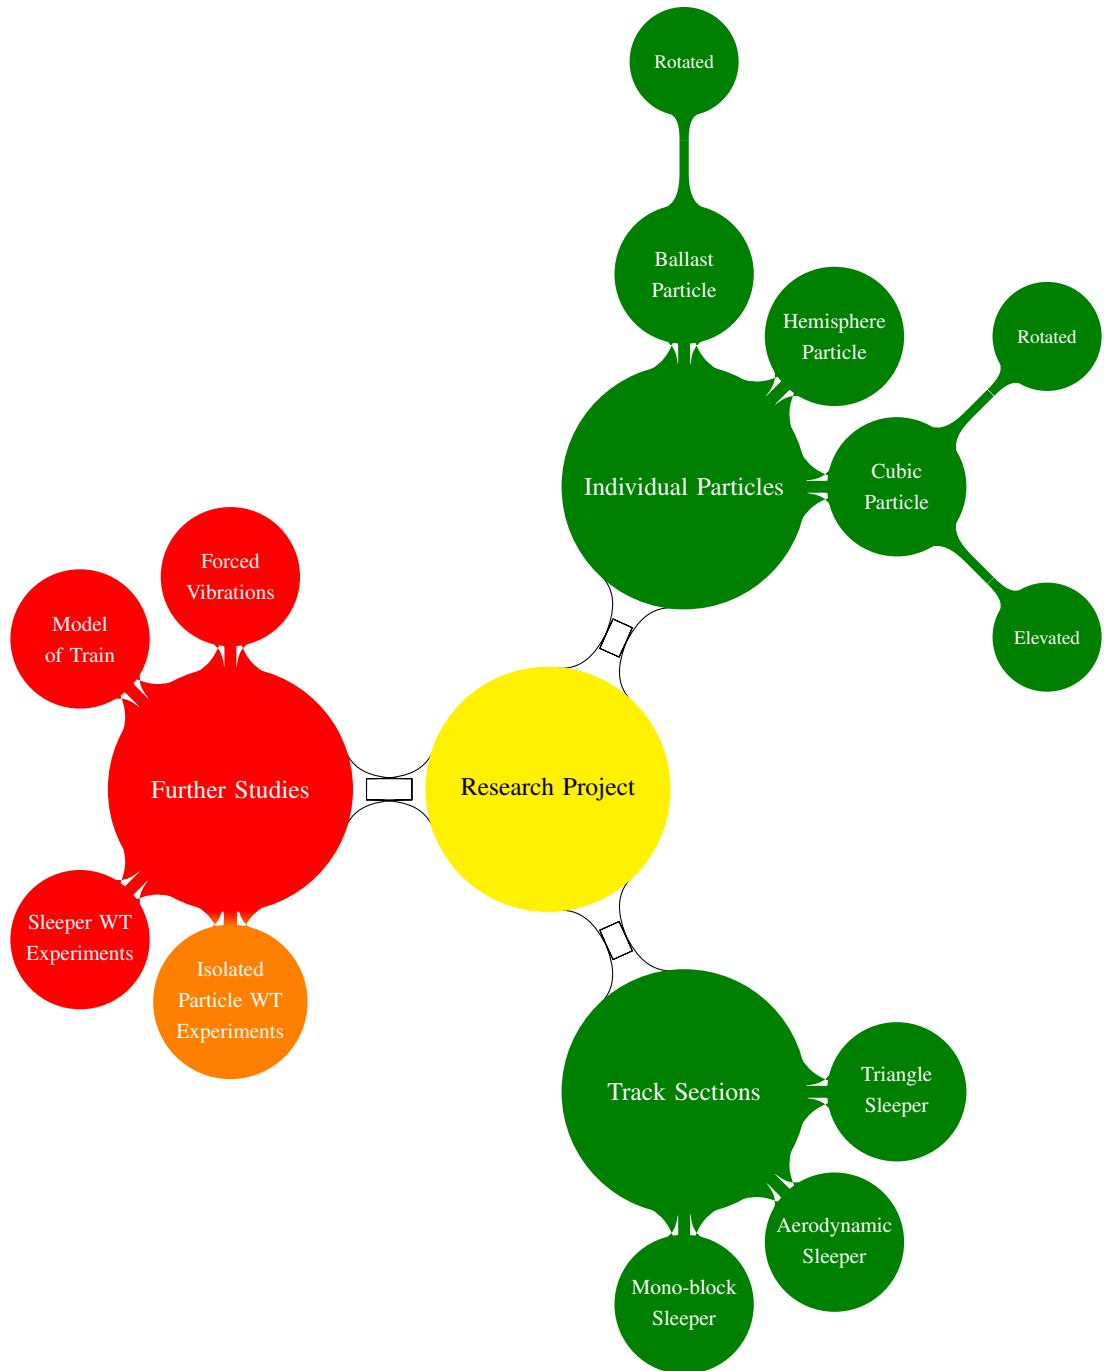 Rotated
Ballast
Particle
Hemisphere
Particle
Rotated
Cubic
Particle
Individual Particles
Elevated
Forced
Vibrations
Model
of Train
Further Studies
Research Project
Sleeper WT
Experiments
Isolated
Particle WT
Experiments
Track Sections
Triangle
Sleeper
Aerodynamic
Sleeper
Mono-block
Sleeper